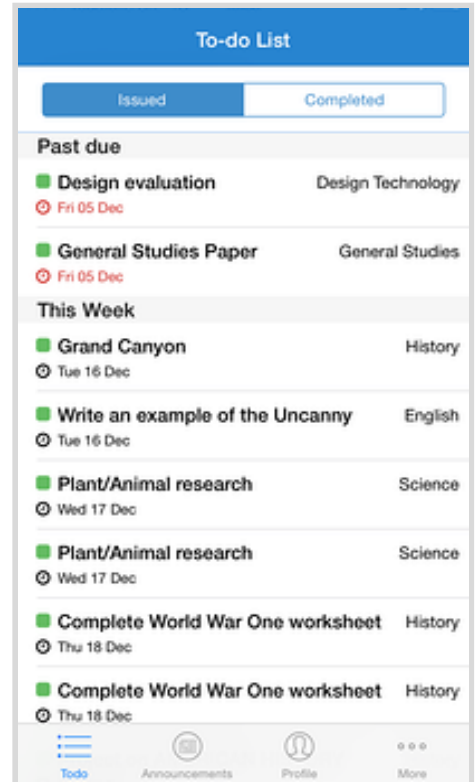 To-do List
Issued Completed
Past due
Design evaluation Design Technology
Fri 05 Dec
General Studies Paper General Studies
Fri 05 Dec
This Week
Grand Canyon History
Tue 16 Dec
Write an example of the Uncanny English
Tue 16 Dec
Plant/Animal research Science
Wed 17 Dec
Plant/Animal research Science
Wed 17 Dec
Complete World War One worksheet History
Thu 18 Dec
Complete World War One worksheet History
Thu 18 Dec
Todo Announcements Profile More